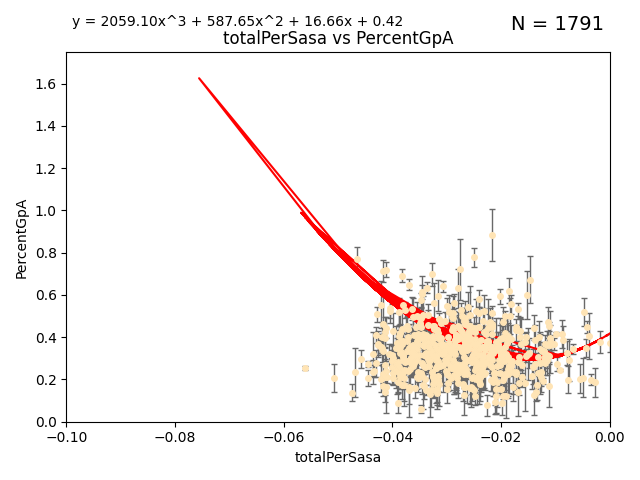 y = 2059.10x^3 + 587.65x^2 + 16.66x + 0.42
N = 1791
totalPerSasa vs PercentGpA
1.6
1.4
1.2
1.0
0.8
0.6
0.4
0.2
0.0
PercentGpA
−0.10 −0.08 −0.06 −0.04 −0.02 0.00
totalPerSasa